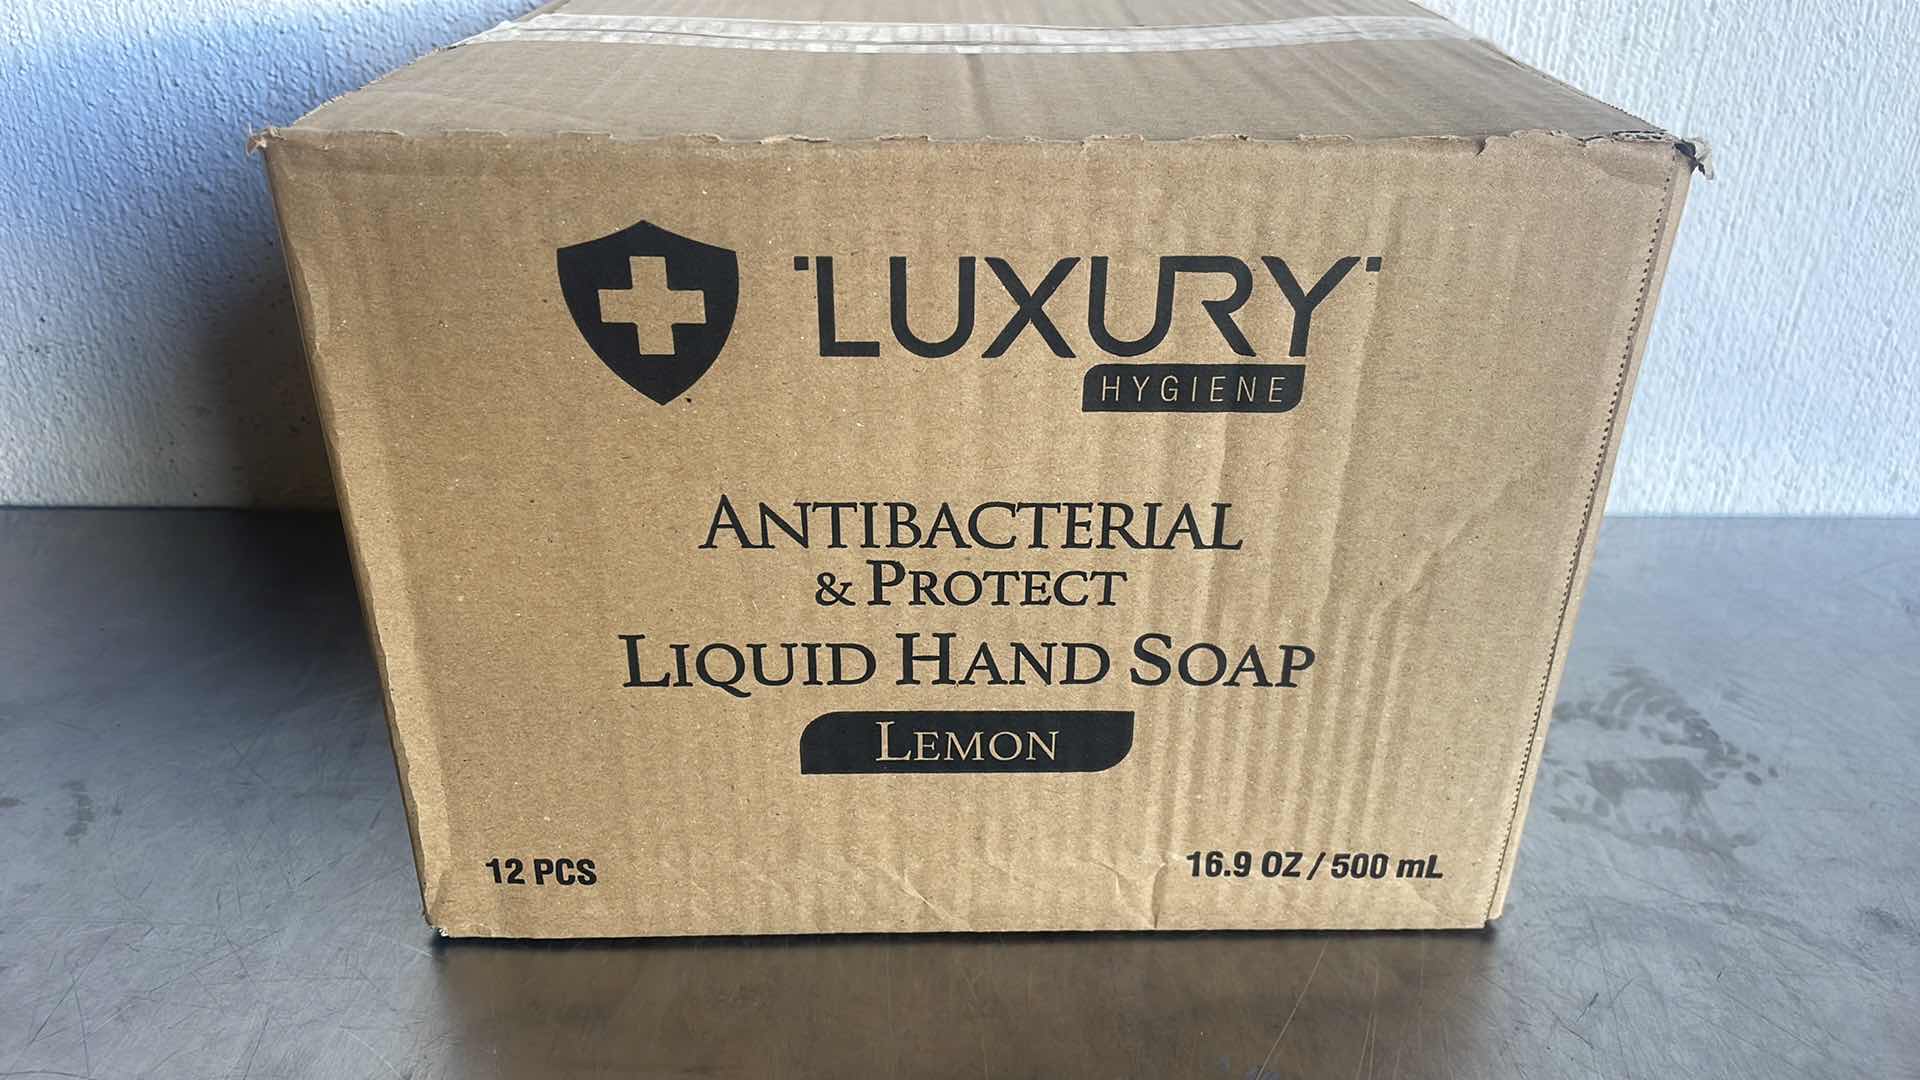 LUXURY
HYGIENE
ANTIBACTERIAL
& PROTECT
LIQUID HAND SOAP
LEMON
12 PCS
16.9 OZ / 500 mL